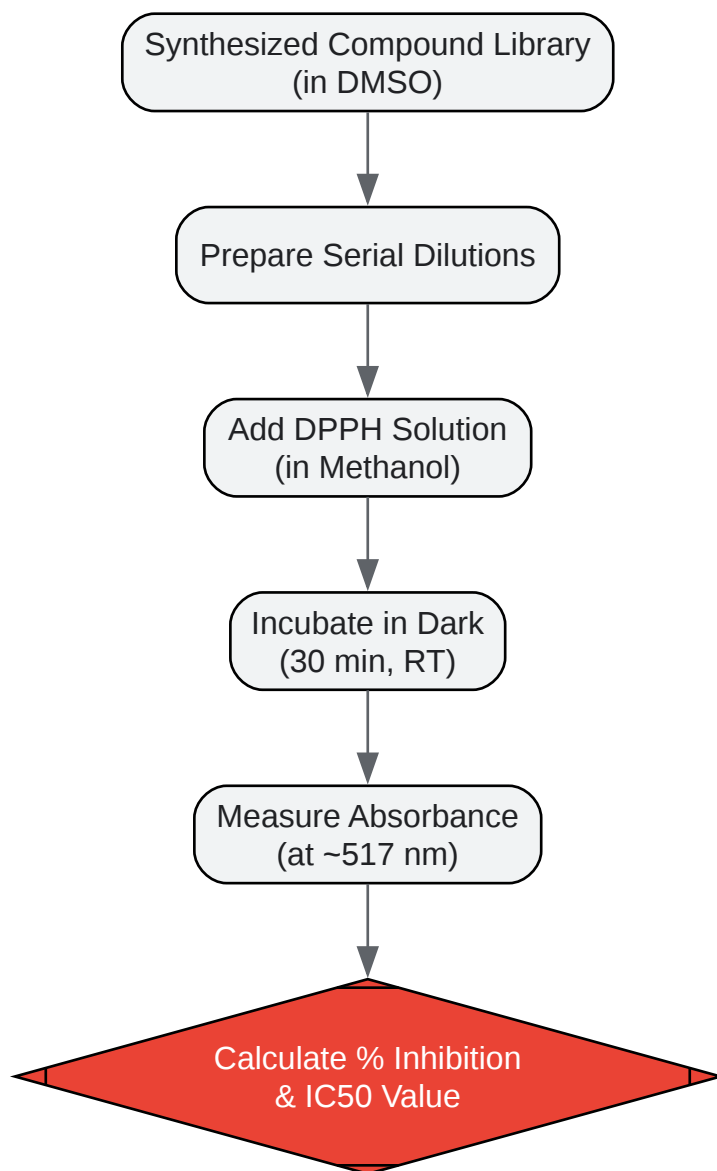 Synthesized Compound Library
(in DMSO)
Prepare Serial Dilutions
Add DPPH Solution
(in Methanol)
Incubate in Dark
(30 min, RT)
Measure Absorbance
(at ~517 nm)
Calculate % Inhibition
& IC50 Value